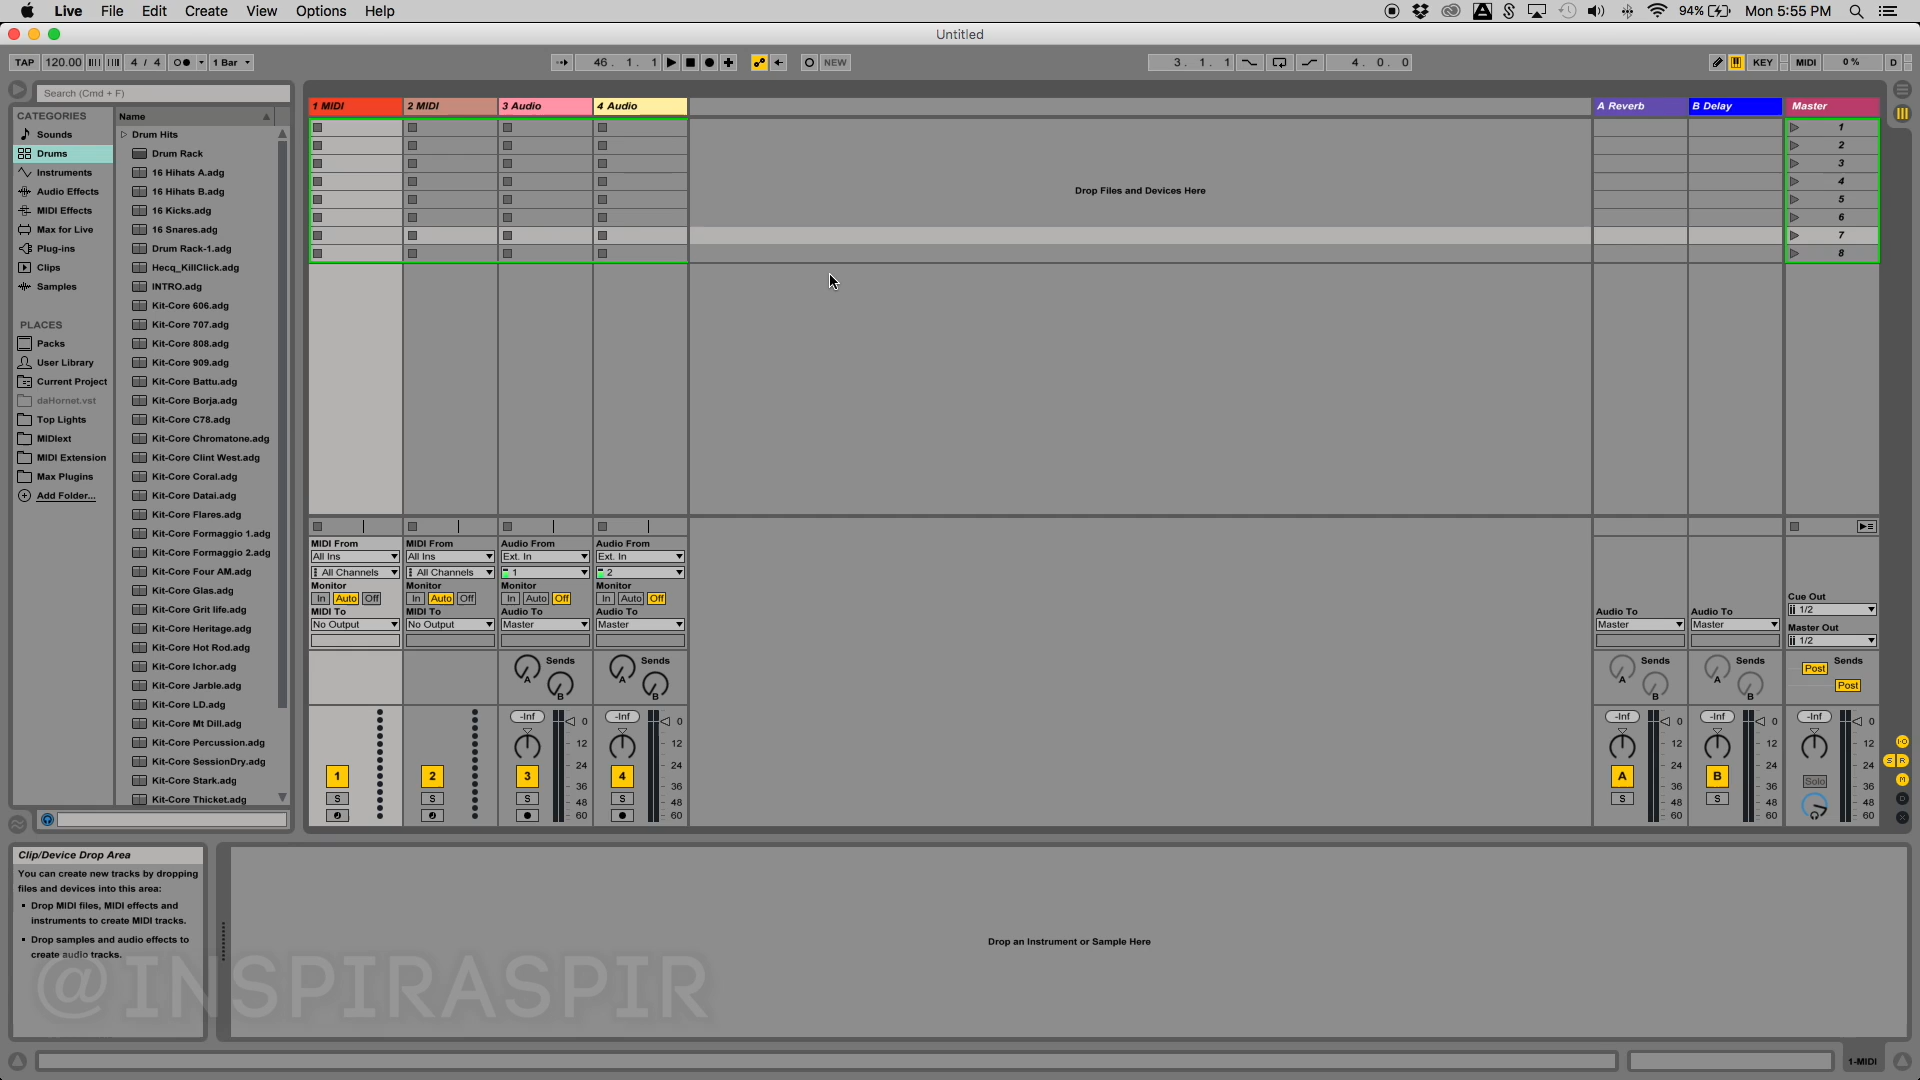 Live File Edit Create View Options Help
94% Mon 5:55 PM
Untitled
TAP 120.00 4 / 4 1 Bar 46. 1. 1 NEW 3. 1. 1 4. 0. 0 KEY MIDI 0 % D
Search (Cmd + F)
CATEGORIES
Sounds
Drums
Instruments
Audio Effects
MIDI Effects
Max for Live
Plug-ins
Clips
Samples
PLACES
Packs
User Library
Current Project
daHornet.vst
Top Lights
MIDIext
MIDI Extension
Max Plugins
Add Folder...
Name
Drum Hits
Drum Rack
16 Hihats A.adg
16 Hihats B.adg
16 Kicks.adg
16 Snares.adg
Drum Rack-1.adg
Hecq_KillClick.adg
INTRO.adg
Kit-Core 606.adg
Kit-Core 707.adg
Kit-Core 808.adg
Kit-Core 909.adg
Kit-Core Battu.adg
Kit-Core Borja.adg
Kit-Core C78.adg
Kit-Core Chromatone.adg
Kit-Core Clint West.adg
Kit-Core Coral.adg
Kit-Core Datai.adg
Kit-Core Flares.adg
Kit-Core Formaggio 1.adg
Kit-Core Formaggio 2.adg
Kit-Core Four AM.adg
Kit-Core Glas.adg
Kit-Core Grit life.adg
Kit-Core Heritage.adg
Kit-Core Hot Rod.adg
Kit-Core Ichor.adg
Kit-Core Jarble.adg
Kit-Core LD.adg
Kit-Core Mt Dill.adg
Kit-Core Percussion.adg
Kit-Core SessionDry.adg
Kit-Core Stark.adg
Kit-Core Thicket.adg
1 MIDI 2 MIDI 3 Audio 4 Audio A Reverb B Delay Master
1
2
3
4
5
6
7
8
Drop Files and Devices Here
MIDI From MIDI From Audio From Audio From
All Ins All Ins Ext. In Ext. In
All Channels All Channels 1 2
Monitor Monitor Monitor Monitor
In Auto Off In Auto Off In Auto Off In Auto Off
MIDI To MIDI To Audio To Audio To Audio To Audio To
No Output No Output Master Master Master Master
Cue Out
1/2
Master Out
1/2
Sends Sends Sends Sends Sends
A A A A Post
B B B B Post
-Inf -Inf -Inf -Inf -Inf
0 0 0 0 0
12 12 12 12 12
24 24 24 24 24
1 2 3 4 A B Solo
36 36 36 36 36
S S S S S S
48 48 48 48 48
60 60 60 60 60
Clip/Device Drop Area
You can create new tracks by dropping
files and devices into this area:
Drop MIDI files, MIDI effects and
instruments to create MIDI tracks.
Drop samples and audio effects to
create audio tracks.
Drop an Instrument or Sample Here
@INSPIRASPIR
1-MIDI